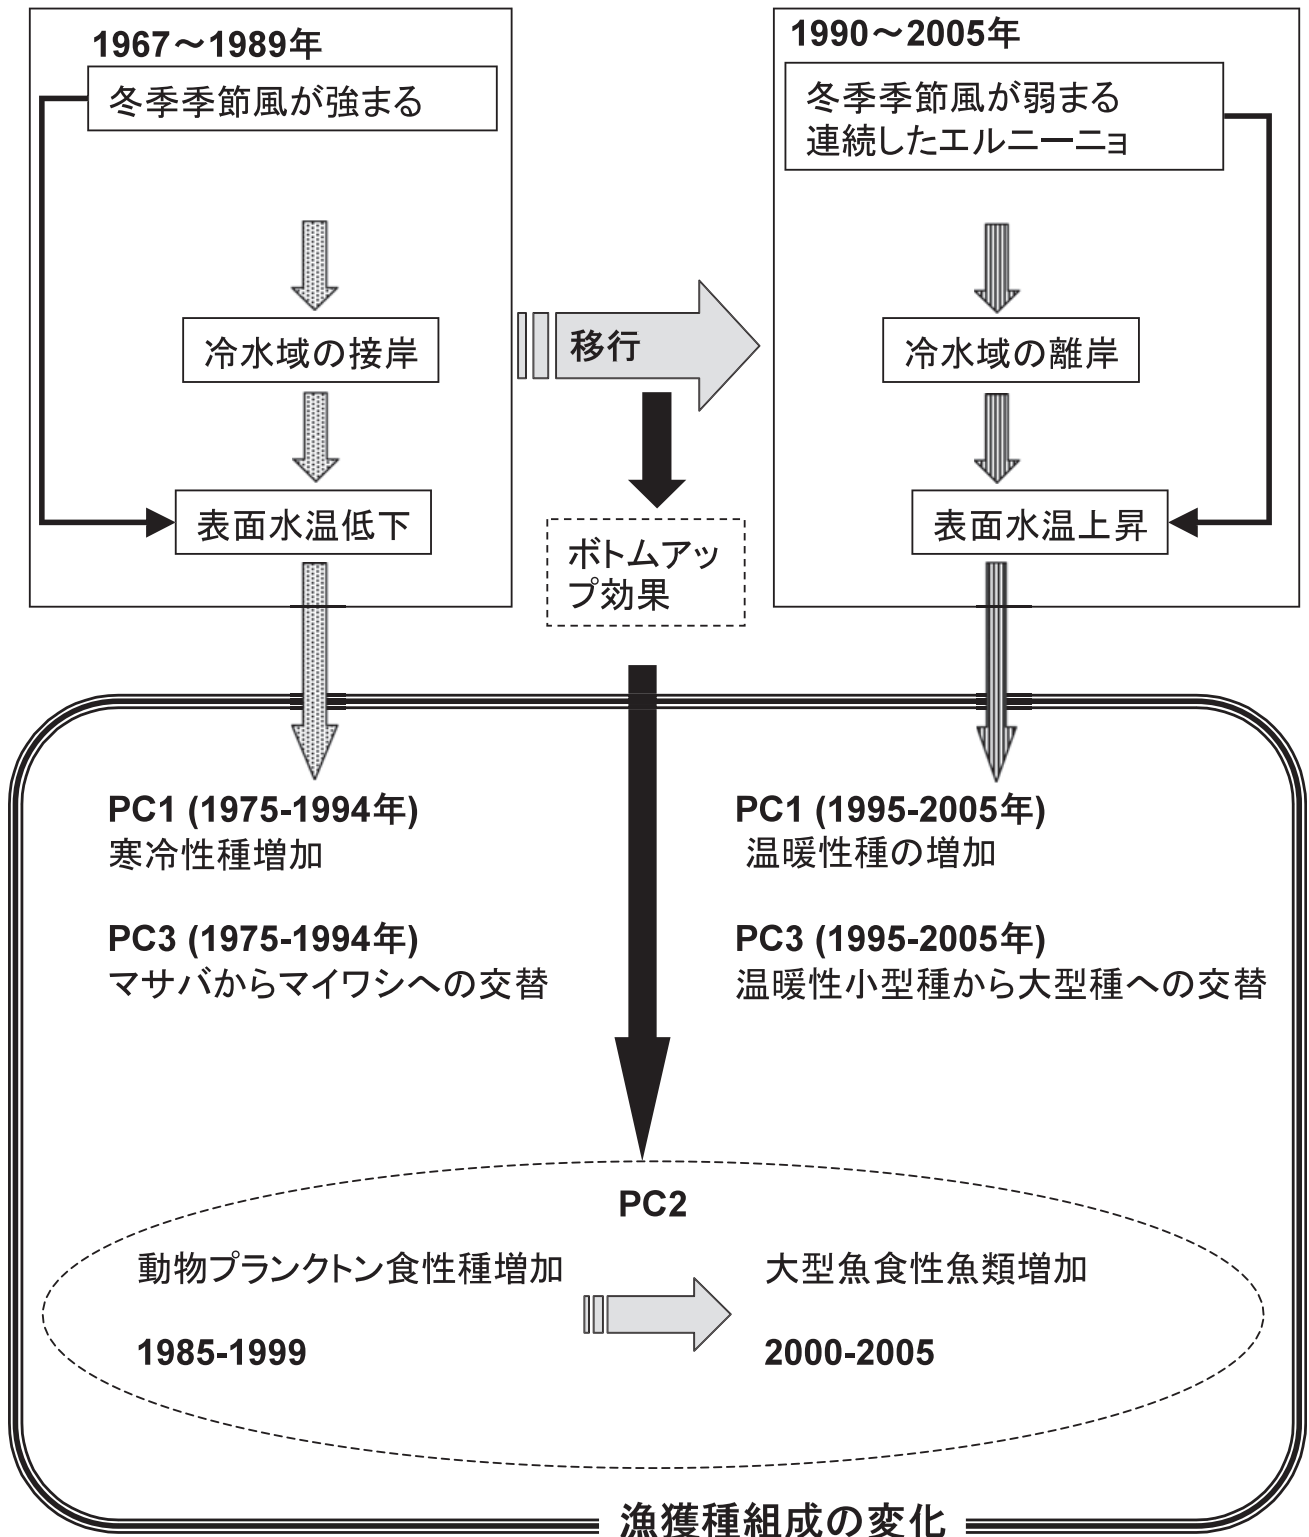 1967～1989年
冬季季節風が強まる
冷水域の接岸
表面水温低下
移行
ボトムアッ
プ効果
1990～2005年
冬季季節風が弱まる
連続したエルニーニョ
冷水域の離岸
表面水温上昇
PC1 (1975-1994年)
寒冷性種増加
PC3 (1975-1994年)
マサバからマイワシへの交替
PC1 (1995-2005年)
温暖性種の増加
PC3 (1995-2005年)
温暖性小型種から大型種への交替
PC2
動物プランクトン食性種増加
1985-1999
大型魚食性魚類増加
2000-2005
漁獲種組成の変化